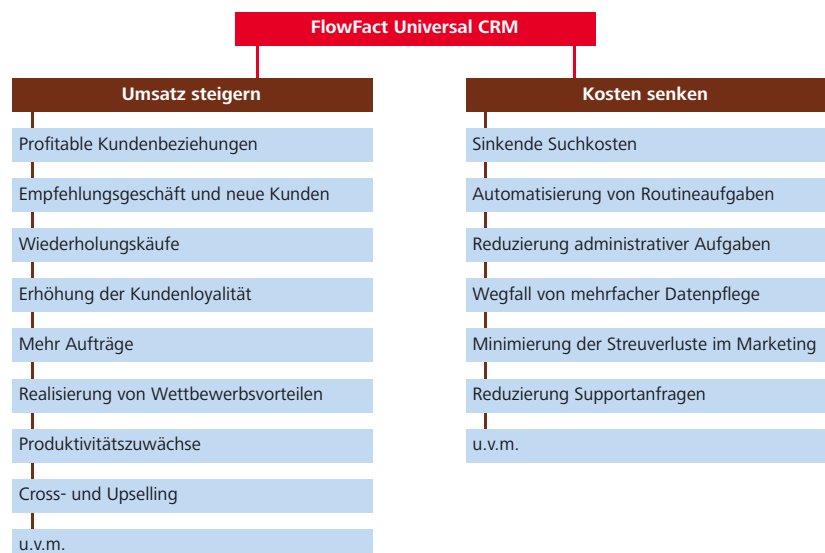 FlowFact Universal CRM
Umsatz steigern
Profitable Kundenbeziehungen
Empfehlungsgeschäft und neue Kunden
Wiederholungskäufe
Erhöhung der Kundenloyalität
Mehr Aufträge
Realisierung von Wettbewerbsvorteilen
Produktivitätszuwächse
Cross- und Upselling
u.v.m.
Kosten senken
Sinkende Suchkosten
Automatisierung von Routineaufgaben
Reduzierung administrativer Aufgaben
Wegfall von mehrfacher Datenpflege
Minimierung der Streuverluste im Marketing
Reduzierung Supportanfragen
u.v.m.